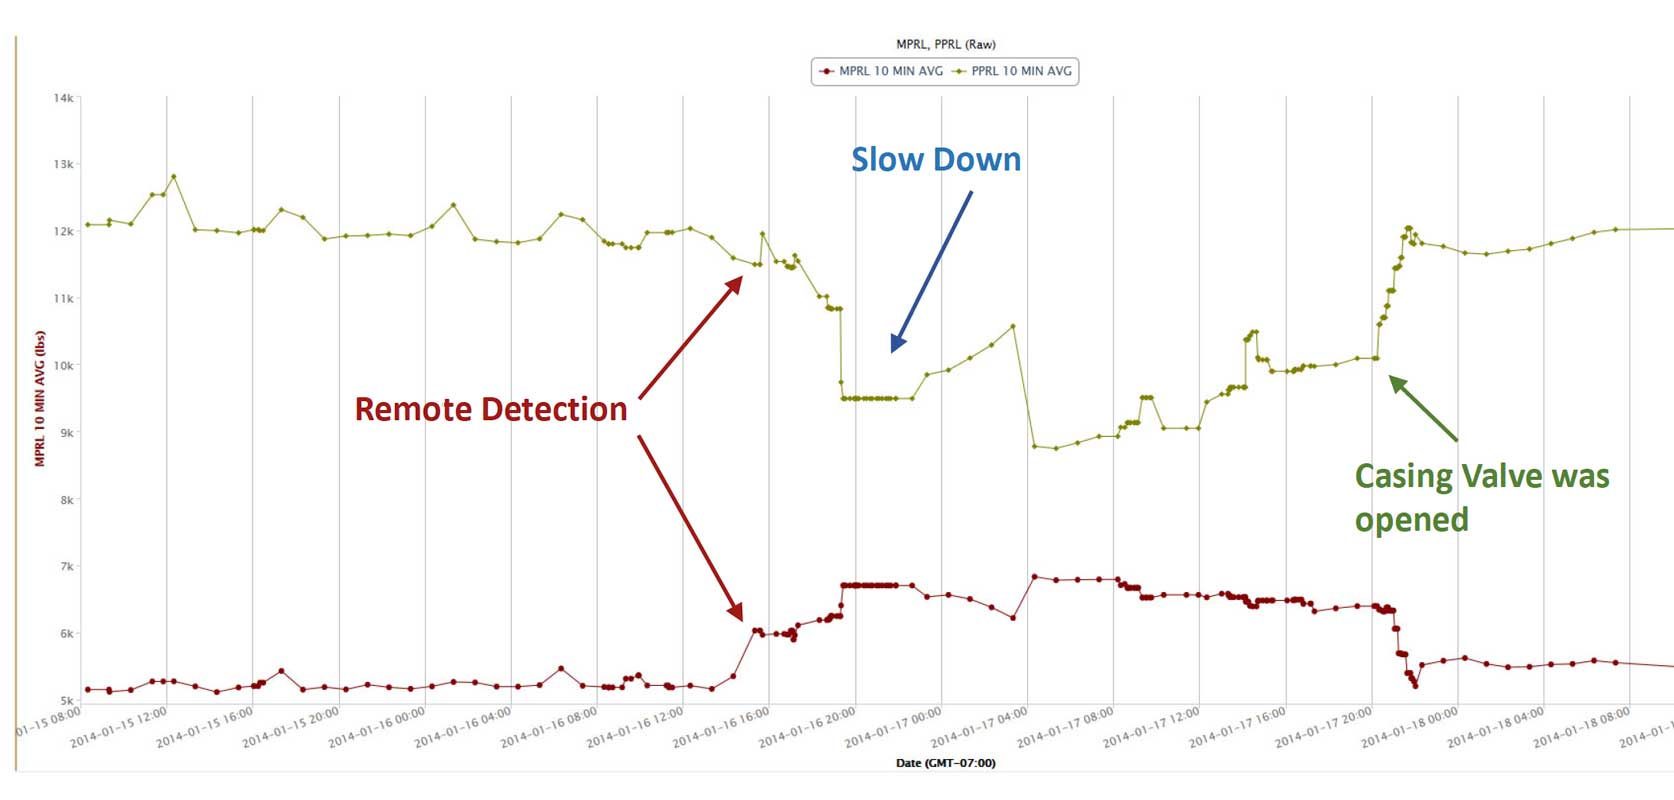 MPRL, PPRL (Raw)
MPRL 10 MIN AVG PPRL 10 MIN AVG
14k
13k
12k
11k
10k
9k
8k
7k
6k
5k
MPRL 10 MIN AVG (lbs)
Slow Down
Remote Detection
Casing Valve was
opened
01-15 08:00
2014-01-15 12:00
2014-01-15 16:00
2014-01-15 20:00
2014-01-16 00:00
2014-01-16 04:00
2014-01-16 08:00
2014-01-16 12:00
2014-01-16 16:00
2014-01-16 20:00
2014-01-17 00:00
2014-01-17 04:00
2014-01-17 08:00
2014-01-17 12:00
2014-01-17 16:00
2014-01-17 20:00
2014-01-18 00:00
2014-01-18 04:00
2014-01-18 08:00
2014-01-
Date (GMT-07:00)